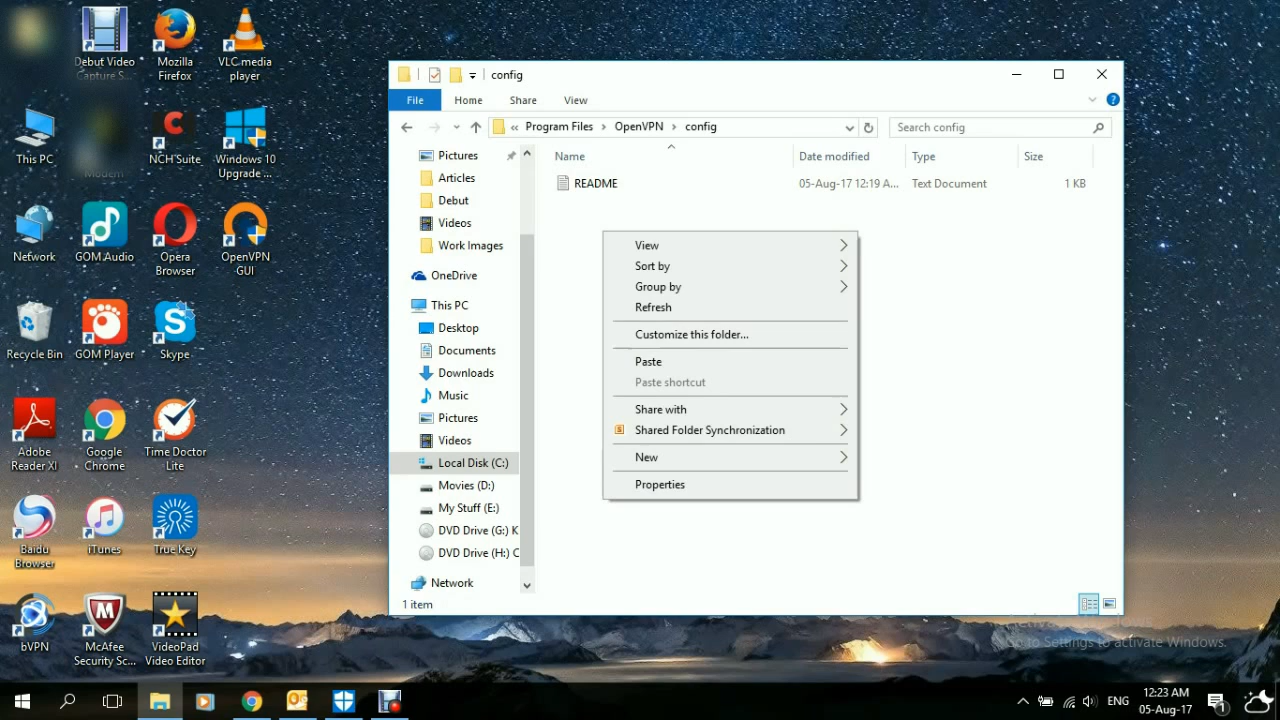 Debut Video
Capture S...
Mozilla
Firefox
VLC media
player
This PC
Modem
NCH Suite
Windows 10
Upgrade ...
Network
GOM Audio
Opera
Browser
OpenVPN
GUI
Recycle Bin
GOM Player
Skype
Adobe
Reader XI
Google
Chrome
Time Doctor
Lite
Baidu
Browser
iTunes
True Key
bVPN
McAfee
Security Sc...
VideoPad
Video Editor
config
File Home Share View
« Program Files > OpenVPN > config
Search config
Pictures
Articles
Debut
Videos
Work Images
OneDrive
This PC
Desktop
Documents
Downloads
Music
Pictures
Videos
Local Disk (C:)
Movies (D:)
My Stuff (E:)
DVD Drive (G:) K
DVD Drive (H:) C
Network
Name Date modified Type Size
README 05-Aug-17 12:19 A... Text Document 1 KB
View
Sort by
Group by
Refresh
Customize this folder...
Paste
Paste shortcut
Share with
Shared Folder Synchronization
New
Properties
1 item
Go to Settings to activate Windows.
ENG
12:23 AM
05-Aug-17
1